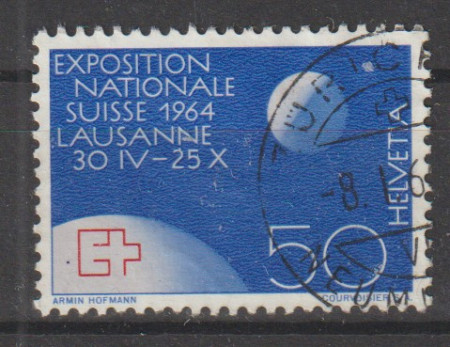 EXPOSITION
NATIONALE
SUISSE 1964
LAUSANNE
30 IV–25 X
HELVETIA
50
ARMIN HOFMANN
COURVOISIER S.A.